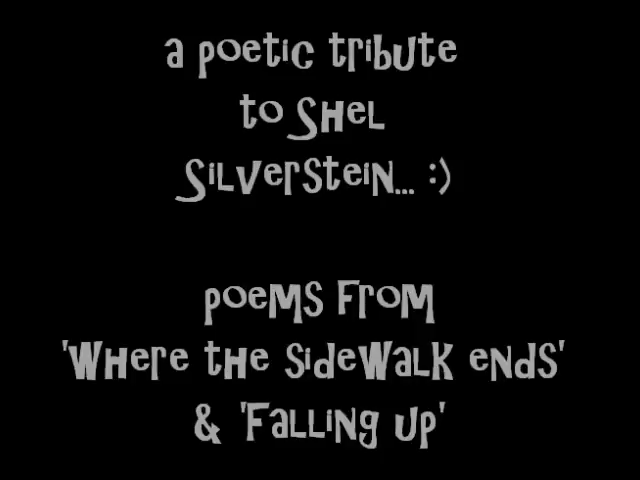 a poetic tribute
to Shel
Silverstein... :)
poems from
'Where the Sidewalk ends'
& 'Falling up'